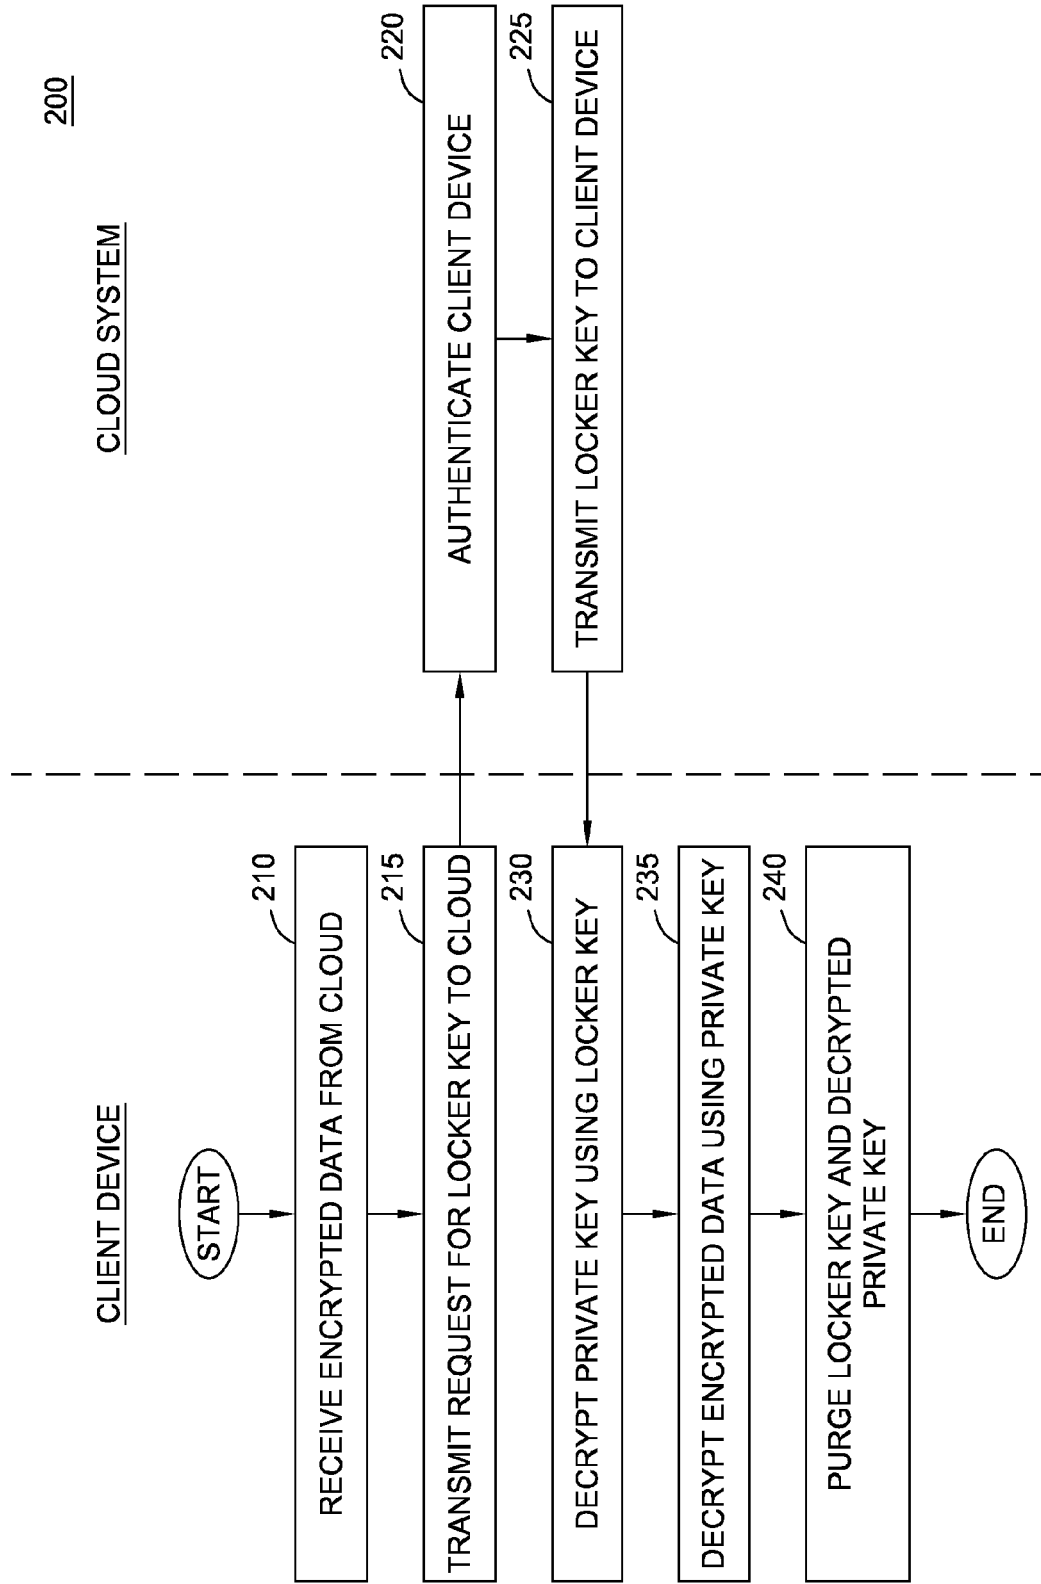 200
CLIENT DEVICE
CLOUD SYSTEM
START
210
RECEIVE ENCRYPTED DATA FROM CLOUD
215
TRANSMIT REQUEST FOR LOCKER KEY TO CLOUD
220
AUTHENTICATE CLIENT DEVICE
225
TRANSMIT LOCKER KEY TO CLIENT DEVICE
230
DECRYPT PRIVATE KEY USING LOCKER KEY
235
DECRYPT ENCRYPTED DATA USING PRIVATE KEY
240
PURGE LOCKER KEY AND DECRYPTED
PRIVATE KEY
END